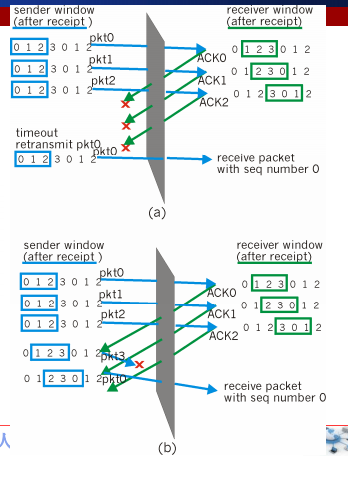 sender window
(after receipt)
receiver window
(after receipt)
0 1 2 3 0 1 2
pkt0
ACK0
0 1 2 3 0 1 2
0 1 2 3 0 1 2
pkt1
ACK1
0 1 2 3 0 1 2
0 1 2 3 0 1 2
pkt2
ACK2
0 1 2 3 0 1 2
timeout
retransmit pkt0
0 1 2 3 0 1 2
pkt0
receive packet
with seq number 0
(a)
sender window
(after receipt )
receiver window
(after receipt)
0 1 2 3 0 1 2
pkt0
ACK0
0 1 2 3 0 1 2
0 1 2 3 0 1 2
pkt1
ACK1
0 1 2 3 0 1 2
0 1 2 3 0 1 2
pkt2
ACK2
0 1 2 3 0 1 2
0 1 2 3 0 1 2
pkt3
0 1 2 3 0 1 2
pkt0
receive packet
with seq number 0
(b)